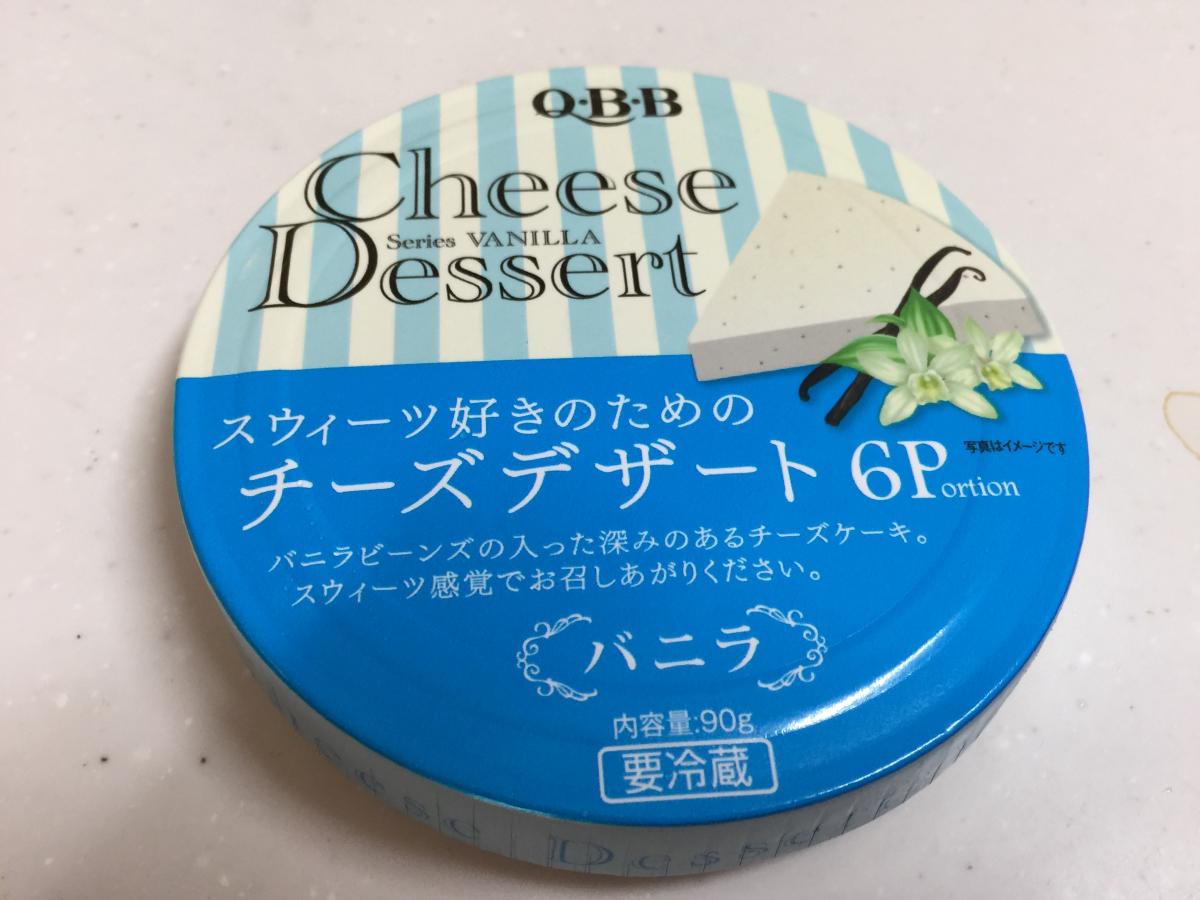 Q·B·B
Cheese
Series VANILLA
Dessert
スウィーツ好きのための
チーズデザート 6Portion
写真はイメージです
バニラビーンズの入った深みのあるチーズケーキ。
スウィーツ感覚でお召しあがりください。
バニラ
内容量:90g
要冷蔵
Cheese Dessert